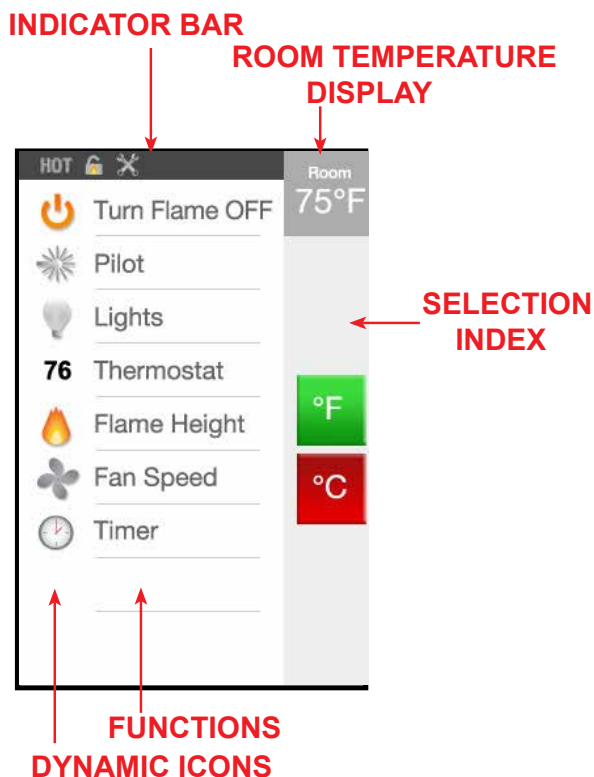 INDICATOR BAR
ROOM TEMPERATURE
DISPLAY
HOT
Room
75°F
Turn Flame OFF
Pilot
Lights
76 Thermostat
Flame Height
Fan Speed
Timer
°F
°C
SELECTION
INDEX
FUNCTIONS
DYNAMIC ICONS